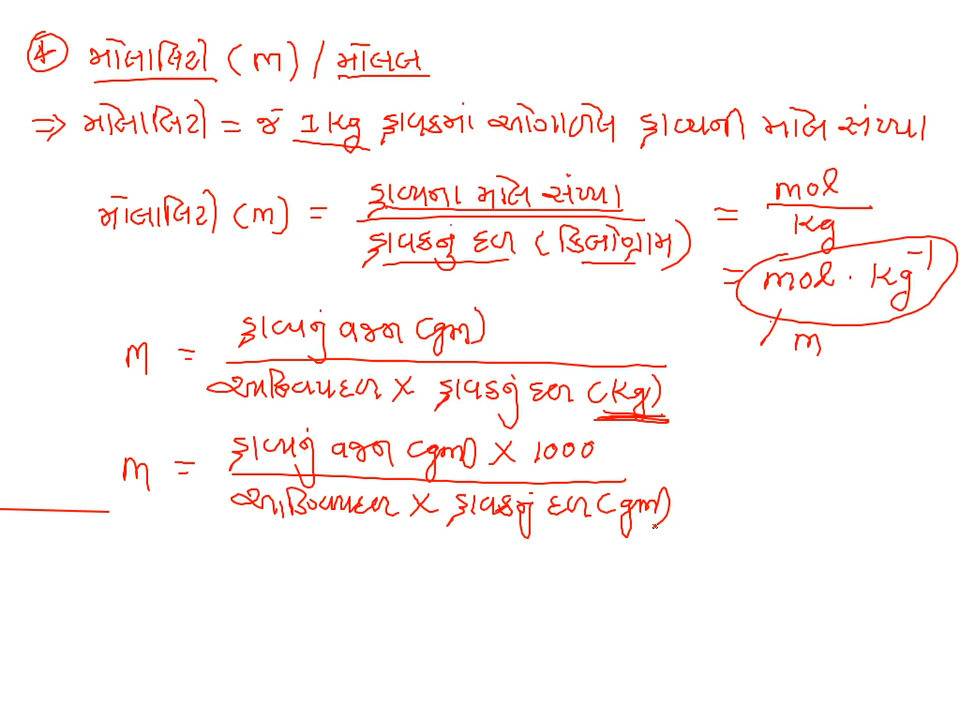 ④ મોલાલિટી (m) / મોલલ
⇒ મોલાલિટી = જે 1 Kg દ્રાવકમાં ઓગાળેલ દ્રાવ્યની મોલ સંખ્યા
મોલાલિટી (m) = દ્રાવ્યના મોલ સંખ્યા / દ્રાવકનું દળ (કિલોગ્રામ) = mol / kg
= mol · Kg⁻¹
/ m
m = દ્રાવ્યનું વજન (gm) / આણ્વિયદળ × દ્રાવકનું દળ (Kg)
m = દ્રાવ્યનું વજન (gm) × 1000 / આણ્વિયદળ × દ્રાવકનું દળ (gm)